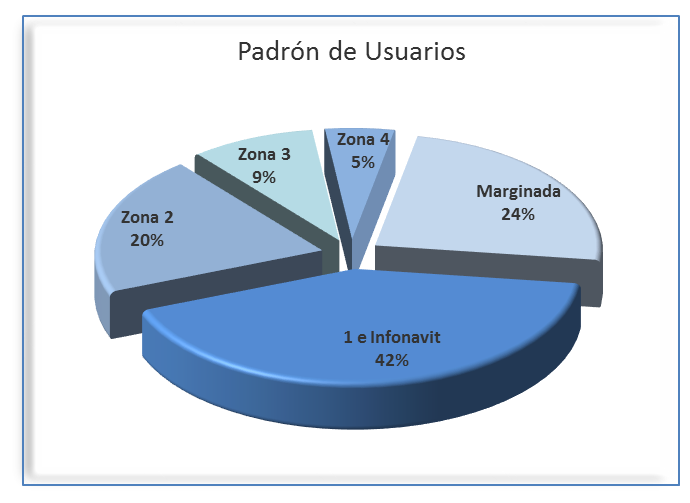 Padrón de Usuarios
Zona 4
5%
Zona 3
9%
Marginada
24%
Zona 2
20%
1 e Infonavit
42%